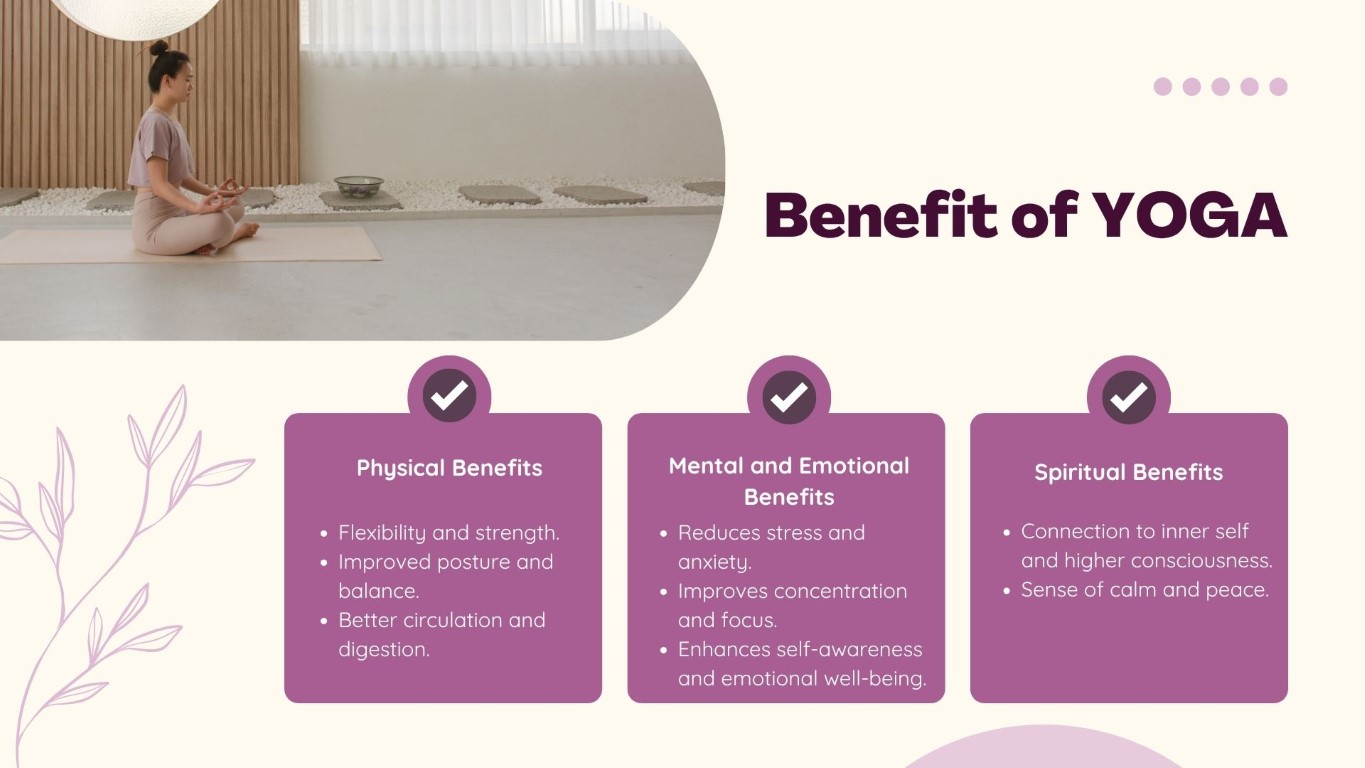 Benefit of YOGA
Physical Benefits
• Flexibility and strength.
• Improved posture and
balance.
• Better circulation and
digestion.
Mental and Emotional
Benefits
• Reduces stress and
anxiety.
• Improves concentration
and focus.
• Enhances self-awareness
and emotional well-being.
Spiritual Benefits
• Connection to inner self
and higher consciousness.
• Sense of calm and peace.